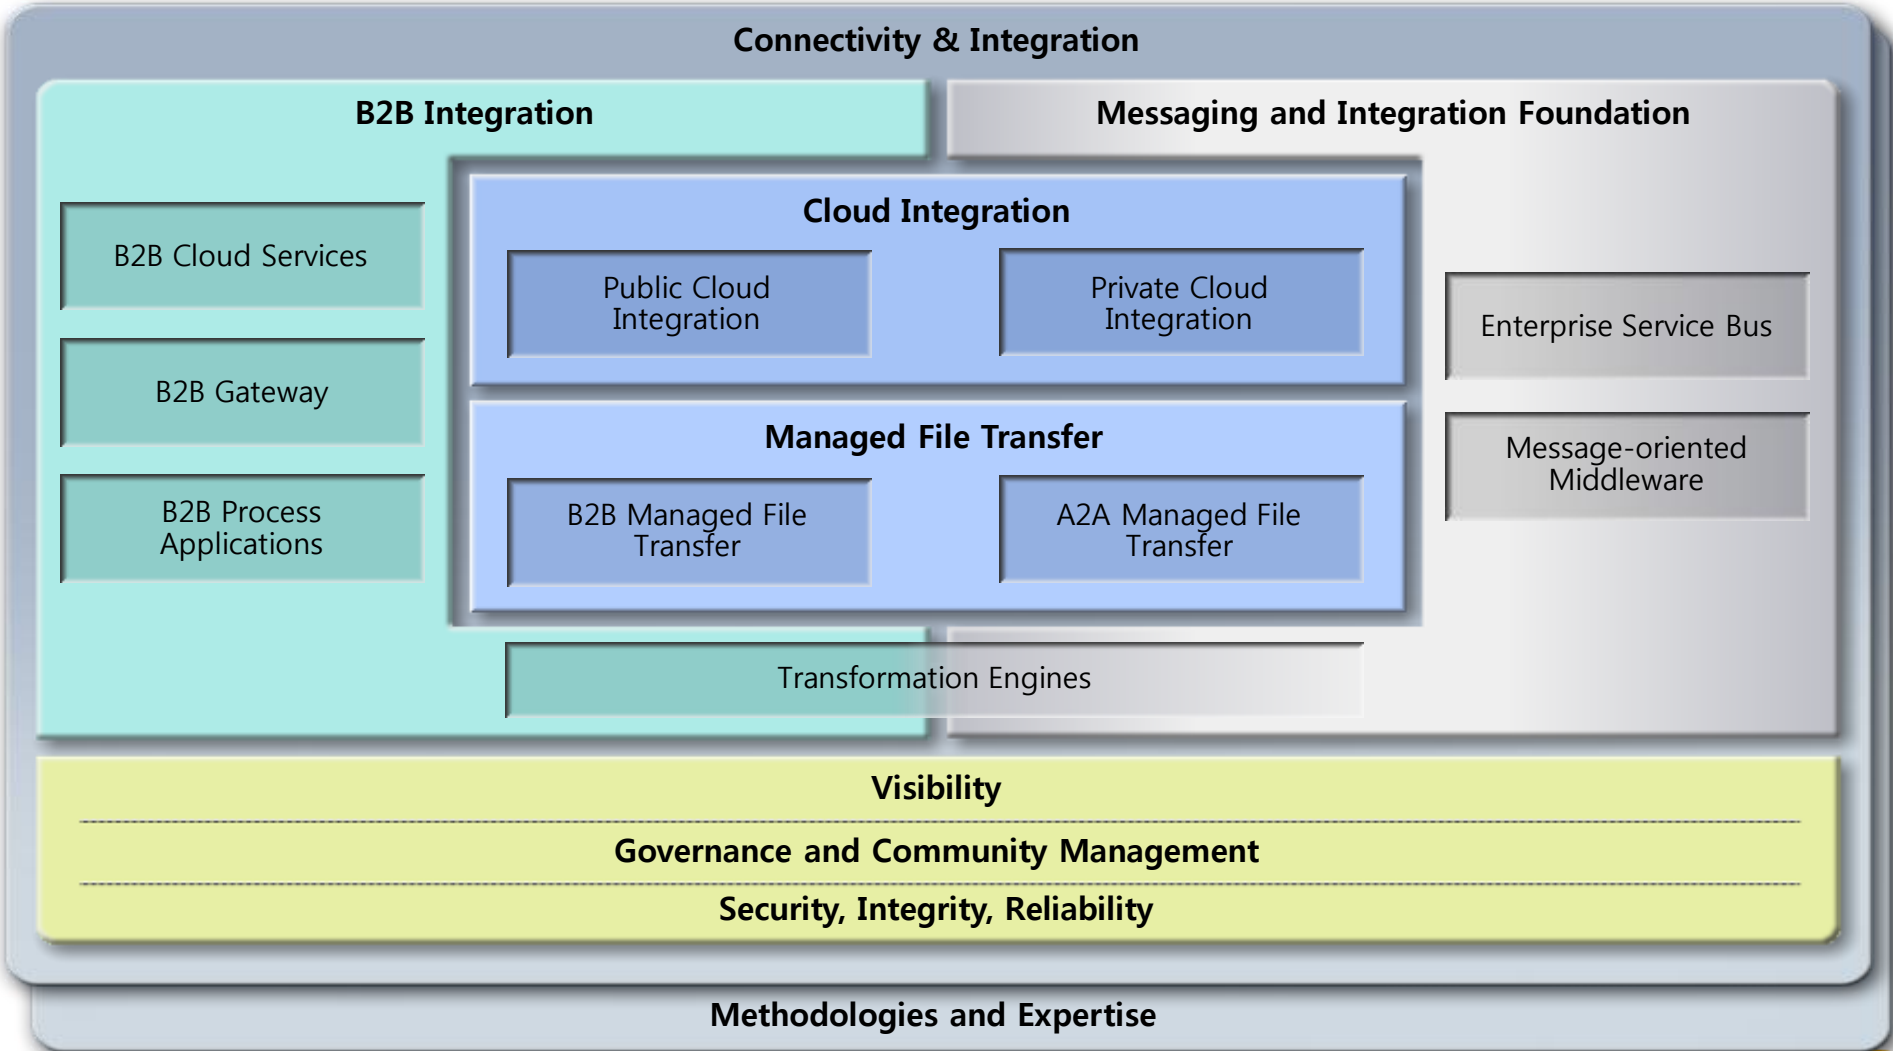 Connectivity & Integration
B2B Integration
B2B Cloud Services
B2B Gateway
B2B Process
Applications
Messaging and Integration Foundation
Cloud Integration
Public Cloud
Integration
Private Cloud
Integration
Managed File Transfer
B2B Managed File
Transfer
A2A Managed File
Transfer
Enterprise Service Bus
Message-oriented
Middleware
Transformation Engines
Visibility
Governance and Community Management
Security, Integrity, Reliability
Methodologies and Expertise